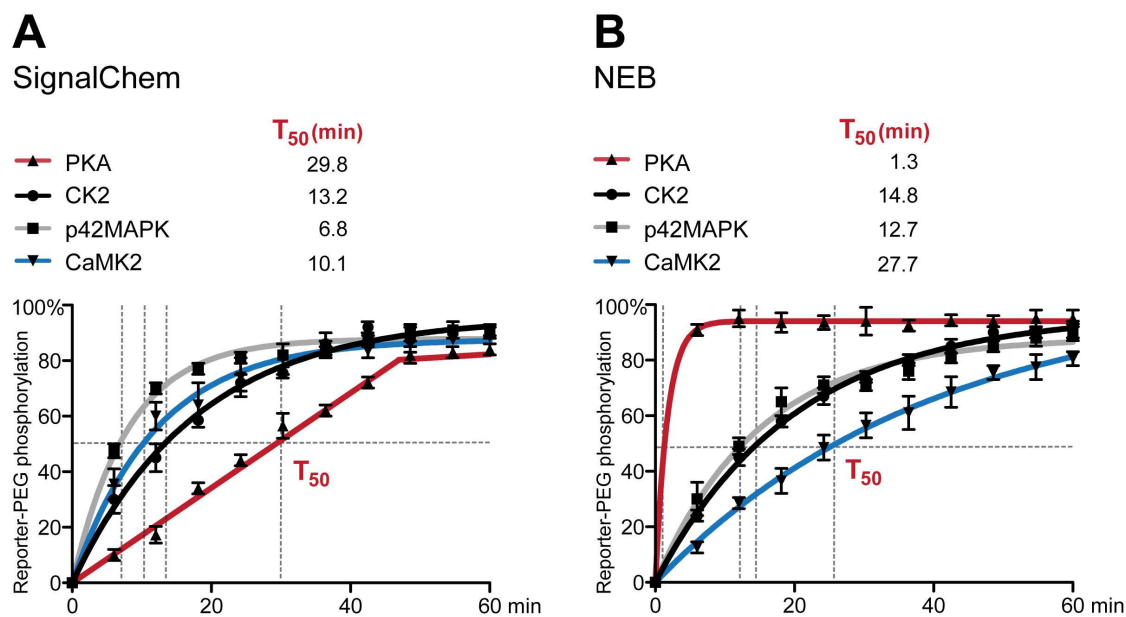 A
SignalChem
T50 (min)
PKA 29.8
CK2 13.2
p42MAPK 6.8
CaMK2 10.1
Reporter-PEG phosphorylation
100%
80
60
40
20
0
T50
0 20 40 60 min
B
NEB
T50 (min)
PKA 1.3
CK2 14.8
p42MAPK 12.7
CaMK2 27.7
Reporter-PEG phosphorylation
100%
80
60
40
20
0
T50
0 20 40 60 min